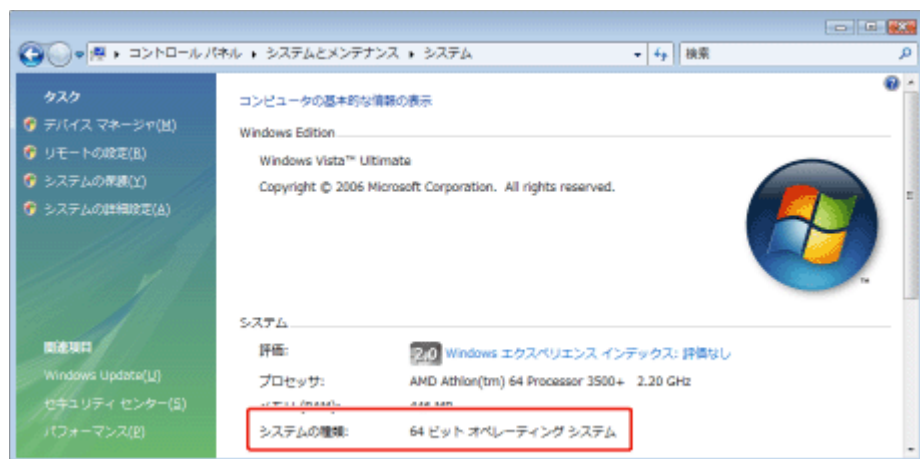 コントロール パネル ▸ システムとメンテナンス ▸ システム
検索
タスク
デバイス マネージャ(M)
リモートの設定(R)
システムの保護(Y)
システムの詳細設定(A)
関連項目
Windows Update(U)
セキュリティ センター(S)
パフォーマンス(P)
コンピュータの基本的な情報の表示
Windows Edition
Windows Vista™ Ultimate
Copyright © 2006 Microsoft Corporation. All rights reserved.
TM
システム
評価:
2.0 Windows エクスペリエンス インデックス: 評価なし
プロセッサ:
AMD Athlon(tm) 64 Processor 3500+ 2.20 GHz
システムの種類:
64 ビット オペレーティング システム